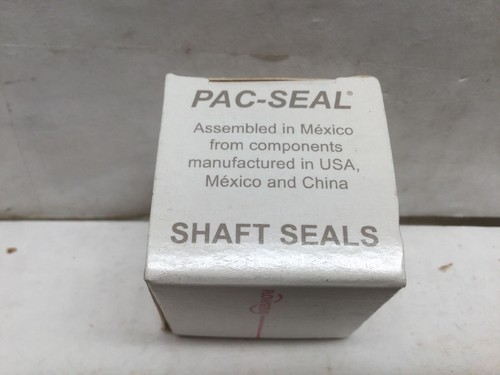 PAC-SEAL®
Assembled in México
from components
manufactured in USA,
México and China
SHAFT SEALS